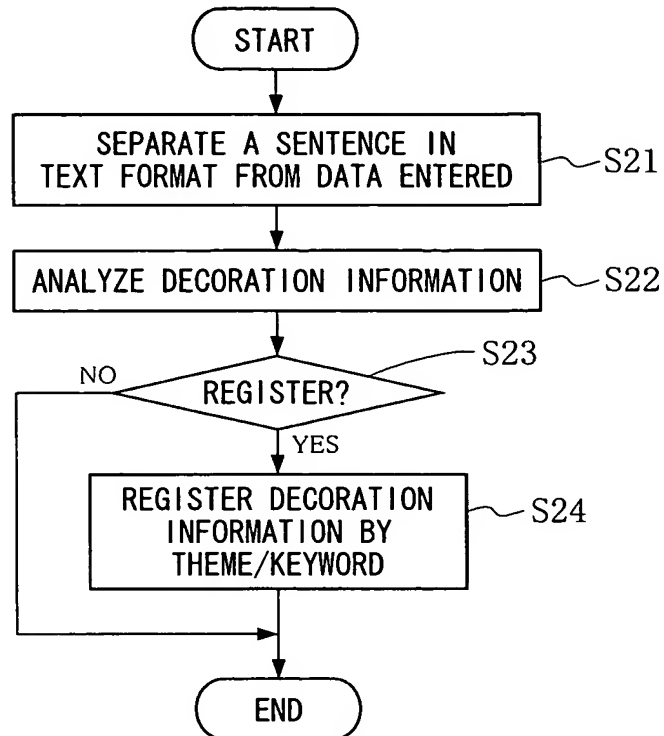 START
SEPARATE A SENTENCE IN
TEXT FORMAT FROM DATA ENTERED
S21
ANALYZE DECORATION INFORMATION
S22
S23
NO
REGISTER?
YES
REGISTER DECORATION
INFORMATION BY
THEME/KEYWORD
S24
END